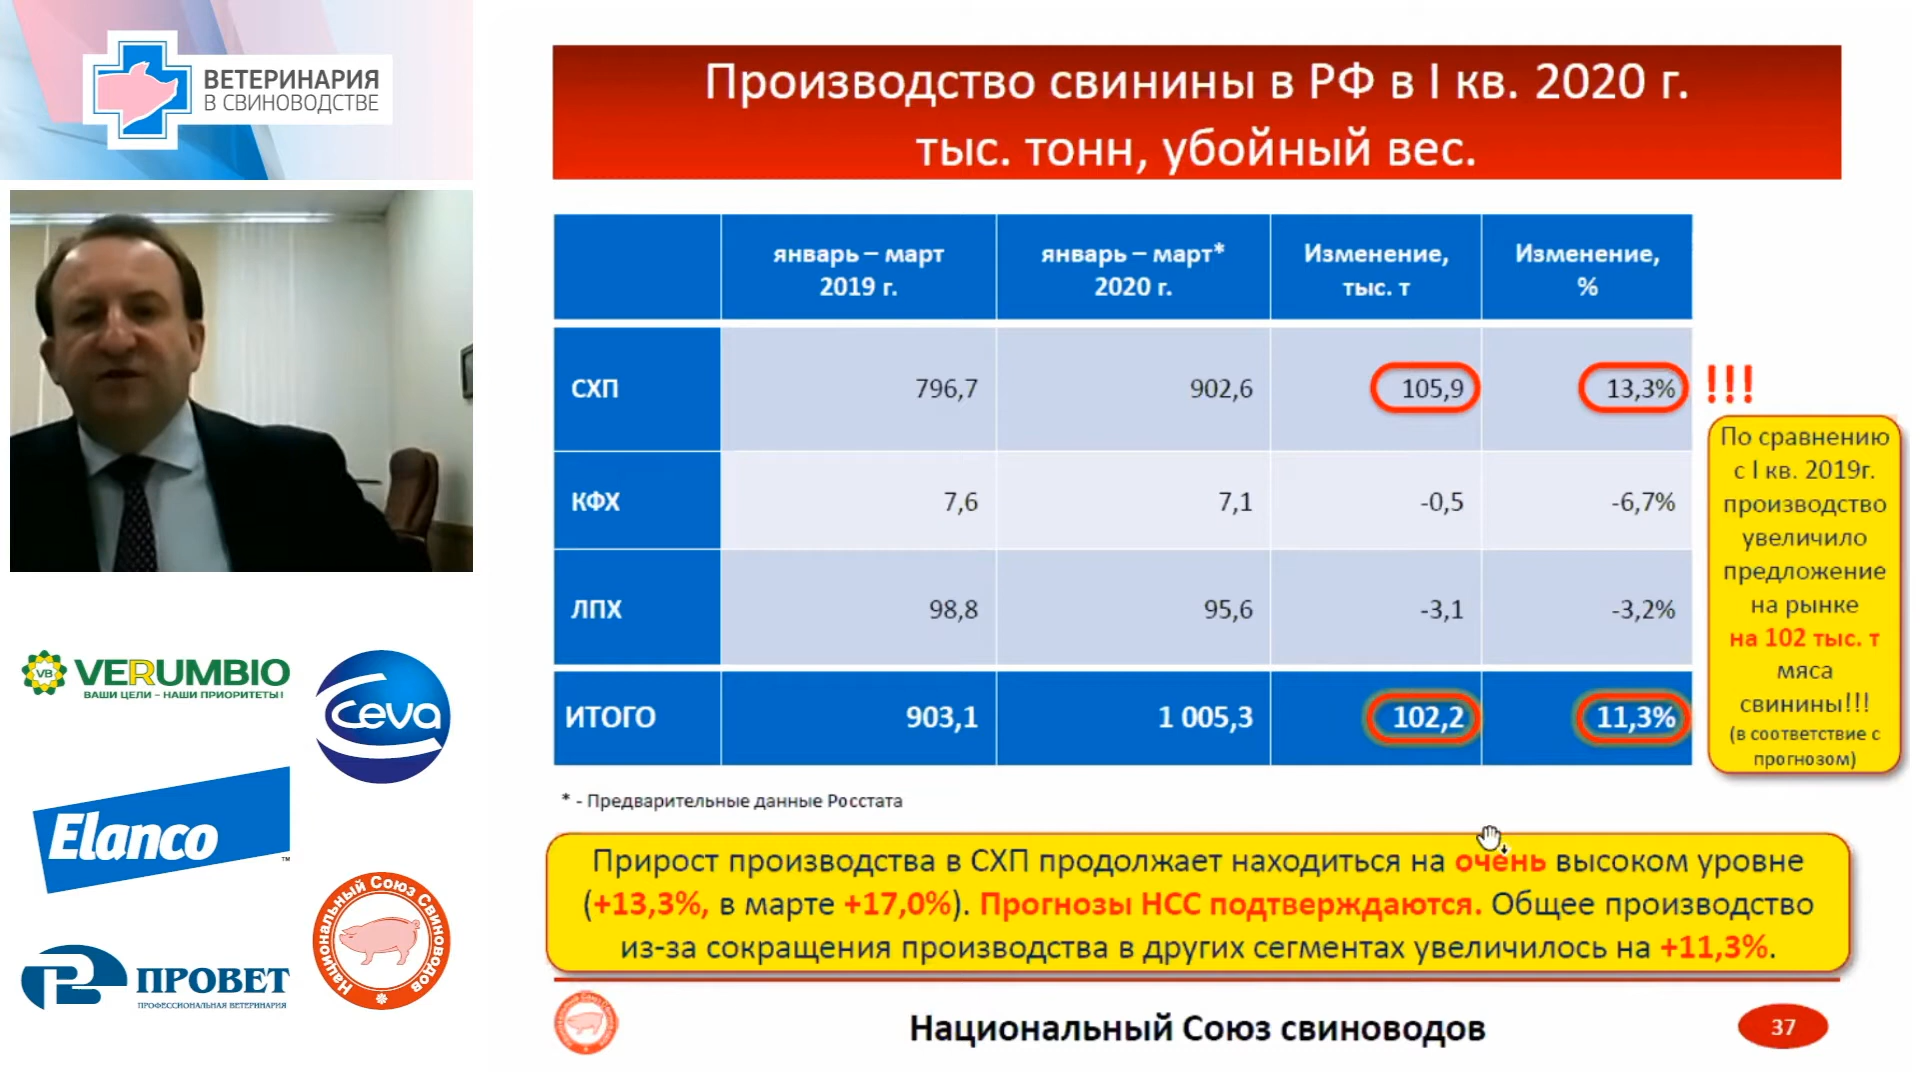 ВЕТЕРИНАРИЯ
В СВИНОВОДСТВЕ
Производство свинины в РФ в I кв. 2020 г.
тыс. тонн, убойный вес.
январь – март 2019 г.
январь – март* 2020 г.
Изменение, тыс. т
Изменение, %
СХП 796,7 902,6 105,9 13,3% !!!
КФХ 7,6 7,1 -0,5 -6,7%
ЛПХ 98,8 95,6 -3,1 -3,2%
ИТОГО 903,1 1 005,3 102,2 11,3%
По сравнению
с I кв. 2019г.
производство
увеличило
предложение
на рынке
на 102 тыс. т
мяса
свинины!!!
(в соответствие с
прогнозом)
* - Предварительные данные Росстата
Прирост производства в СХП продолжает находиться на очень высоком уровне
(+13,3%, в марте +17,0%). Прогнозы НСС подтверждаются. Общее производство
из-за сокращения производства в других сегментах увеличилось на +11,3%.
Национальный Союз свиноводов
37
VB VERUMBIO
ВАШИ ЦЕЛИ – НАШИ ПРИОРИТЕТЫ!
Ceva
Elanco™
Национальный Союз Свиноводов
ПРОВЕТ
ПРОФЕССИОНАЛЬНАЯ ВЕТЕРИНАРИЯ